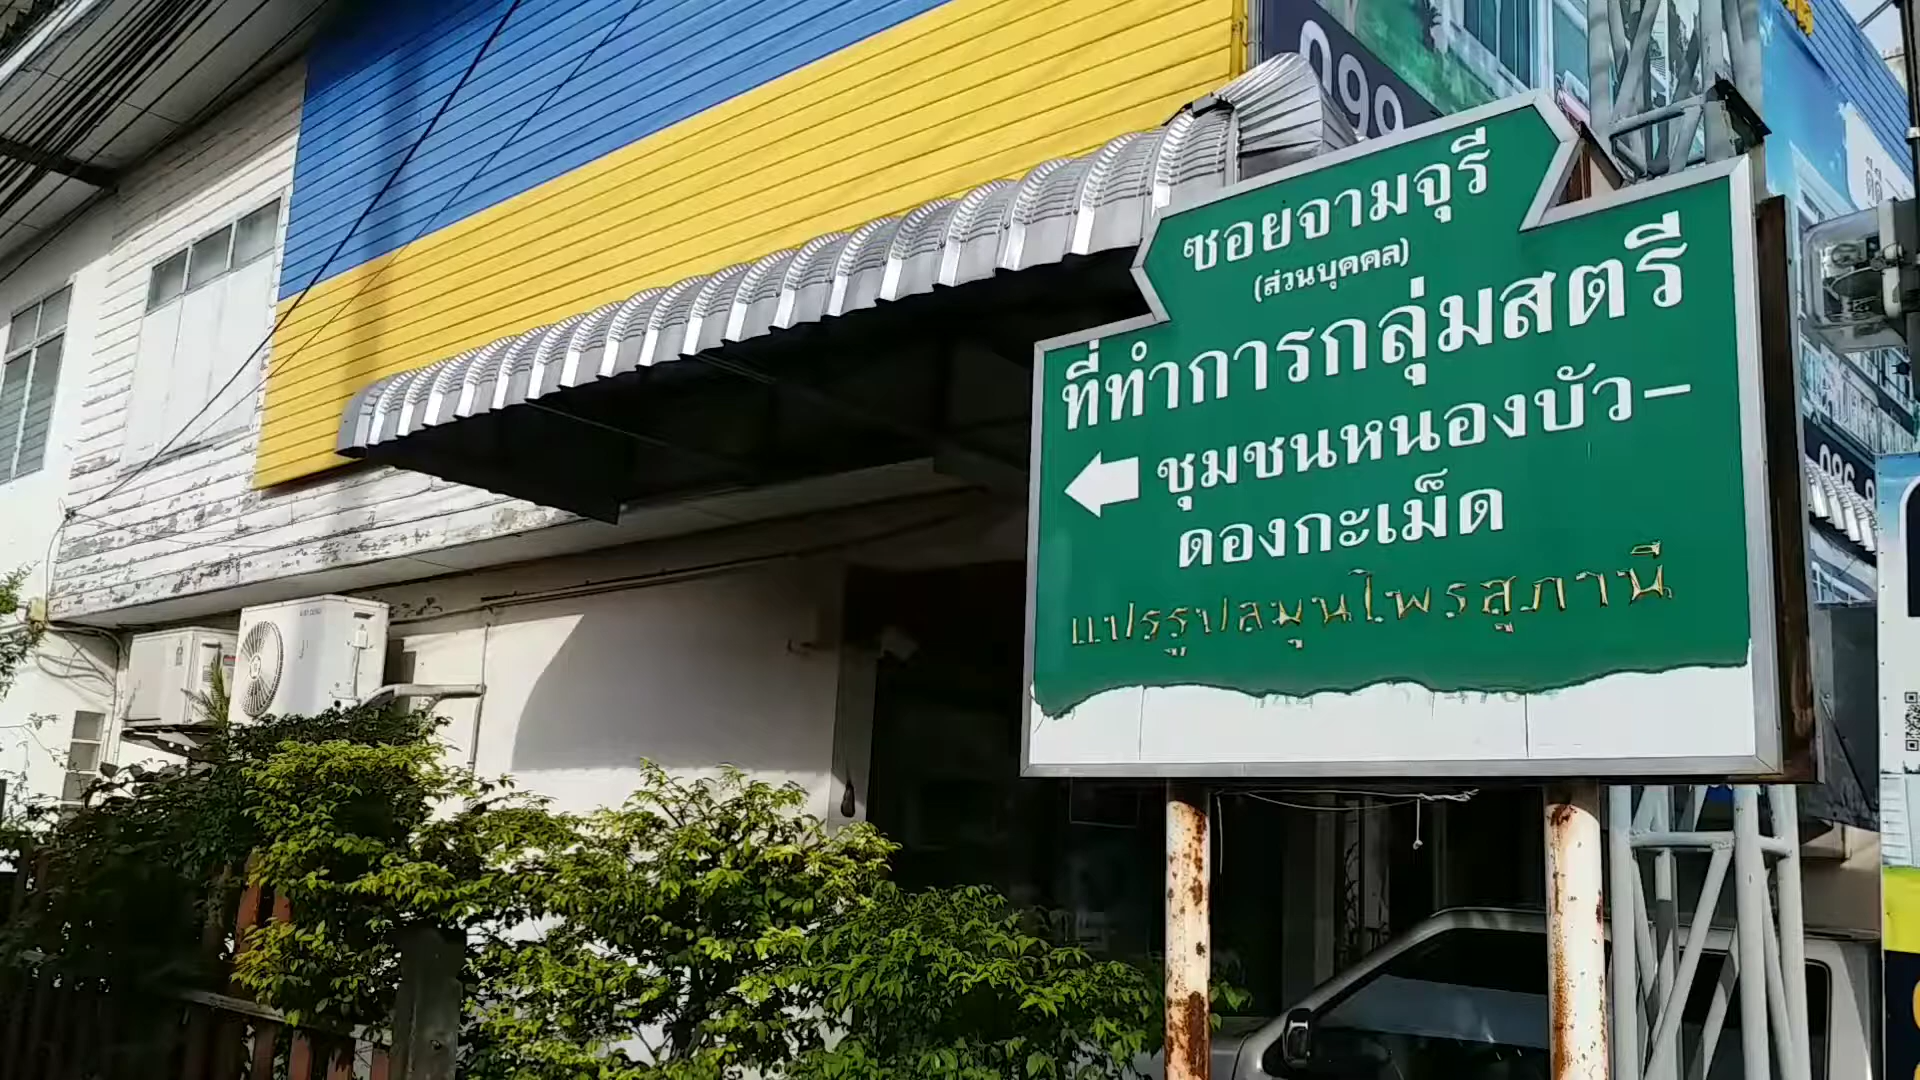 099
ซอยจามจุรี
(ส่วนบุคคล)
ที่ทำการกลุ่มสตรี
ชุมชนหนองบัว-
ดองกะเม็ด
แปรรูปสมุนไพรสุภานี